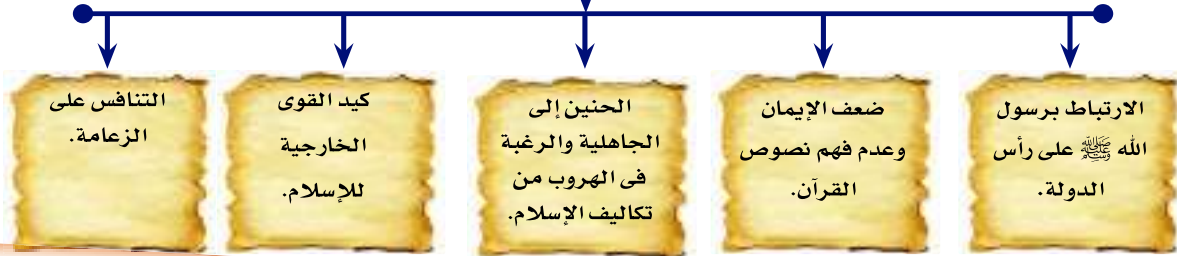 الارتباط برسول
الله ﷺ على رأس
الدولة.
ضعف الإيمان
وعدم فهم نصوص
القرآن.
الحنين إلى
الجاهلية والرغبة
فى الهروب من
تكاليف الإسلام.
كيد القوى
الخارجية
للإسلام.
التنافس على
الزعامة.